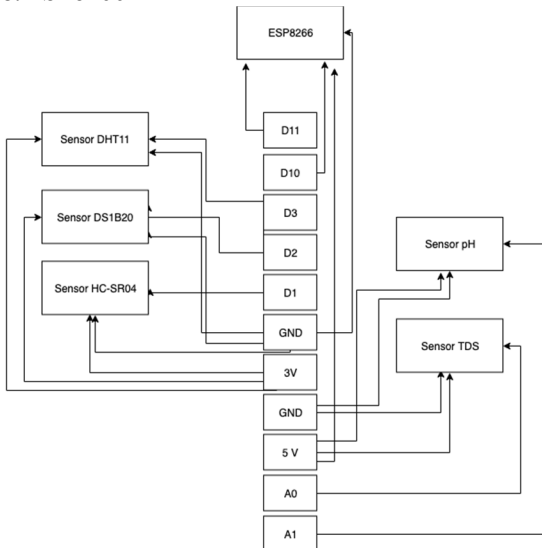 ESP8266
D11
Sensor DHT11
D10
D3
Sensor DS1B20
D2
Sensor pH
Sensor HC-SR04
D1
GND
Sensor TDS
3V
GND
5 V
A0
A1